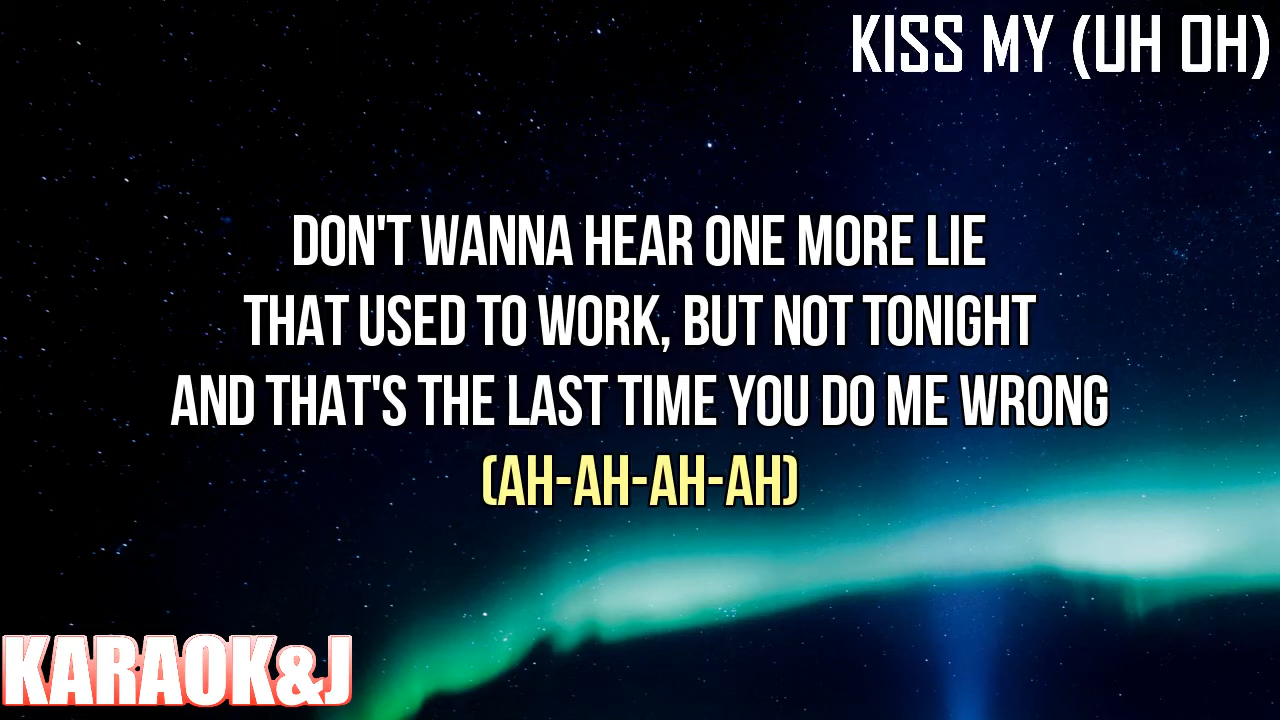 KISS MY (UH OH)
DON'T WANNA HEAR ONE MORE LIE
THAT USED TO WORK, BUT NOT TONIGHT
AND THAT'S THE LAST TIME YOU DO ME WRONG
(AH-AH-AH-AH)
KARAOK&J